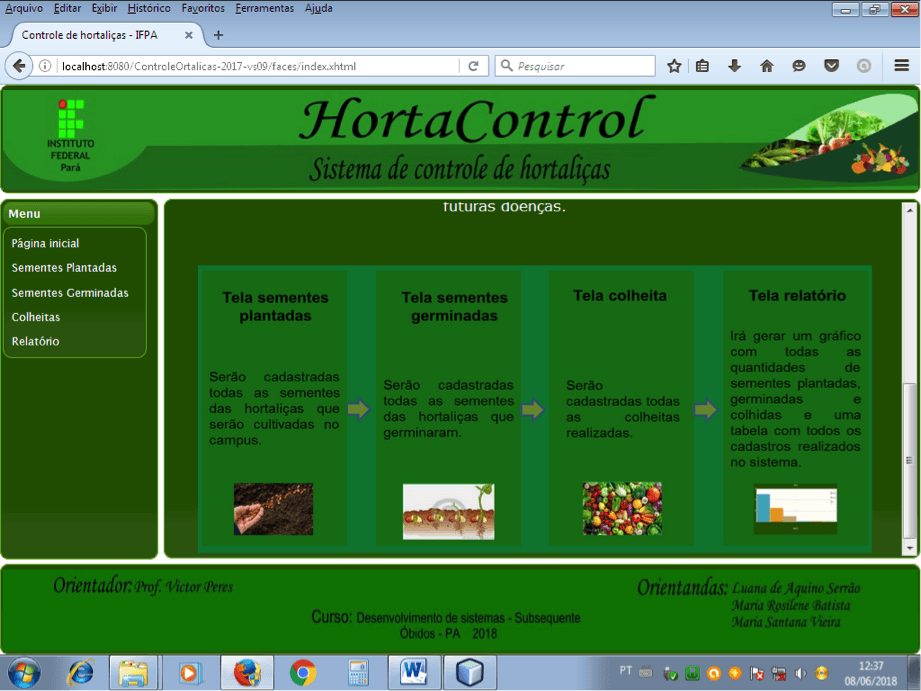 Arquivo Editar Exibir Histórico Favoritos Ferramentas Ajuda
Controle de hortaliças - IFPA
localhost:8080/ControleOrtalicas-2017-vs09/faces/index.xhtml
Pesquisar
INSTITUTO
FEDERAL
Pará
HortaControl
Sistema de controle de hortaliças
Menu
Página inicial
Sementes Plantadas
Sementes Germinadas
Colheitas
Relatório
futuras doenças.
Tela sementes
plantadas
Serão cadastradas
todas as sementes
das hortaliças que
serão cultivadas no
campus.
Tela sementes
germinadas
Serão cadastradas
todas as sementes
das hortaliças que
germinaram.
Tela colheita
Serão
cadastradas todas
as colheitas
realizadas.
Tela relatório
Irá gerar um gráfico
com todas as
quantidades de
sementes plantadas,
germinadas e
colhidas e uma
tabela com todos os
cadastros realizados
no sistema.
Orientador: Prof. Victor Peres
Curso: Desenvolvimento de sistemas - Subsequente
Óbidos - PA 2018
Orientandas: Luana de Aquino Serrão
Maria Rosilene Batista
Maria Santana Vieira
PT
12:37
08/06/2018